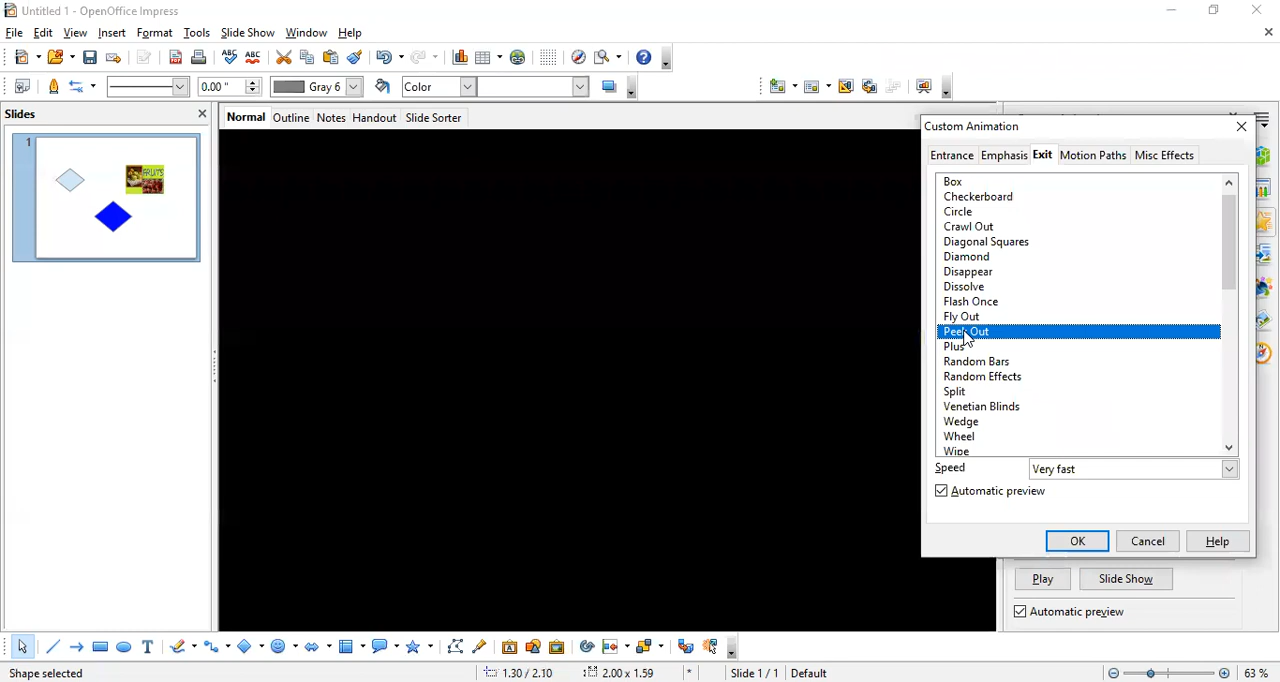 Untitled 1 - OpenOffice Impress
File Edit View Insert Format Tools Slide Show Window Help
0.00 " Gray 6 Color
Slides
Normal Outline Notes Handout Slide Sorter
1
FRUITS
Custom Animation
Entrance Emphasis Exit Motion Paths Misc Effects
Box
Checkerboard
Circle
Crawl Out
Diagonal Squares
Diamond
Disappear
Dissolve
Flash Once
Fly Out
Peek Out
Plus
Random Bars
Random Effects
Split
Venetian Blinds
Wedge
Wheel
Wipe
Speed Very fast
Automatic preview
OK Cancel Help
Play Slide Show
Automatic preview
Shape selected 1.30 / 2.10 2.00 x 1.59 * Slide 1 / 1 Default 63 %